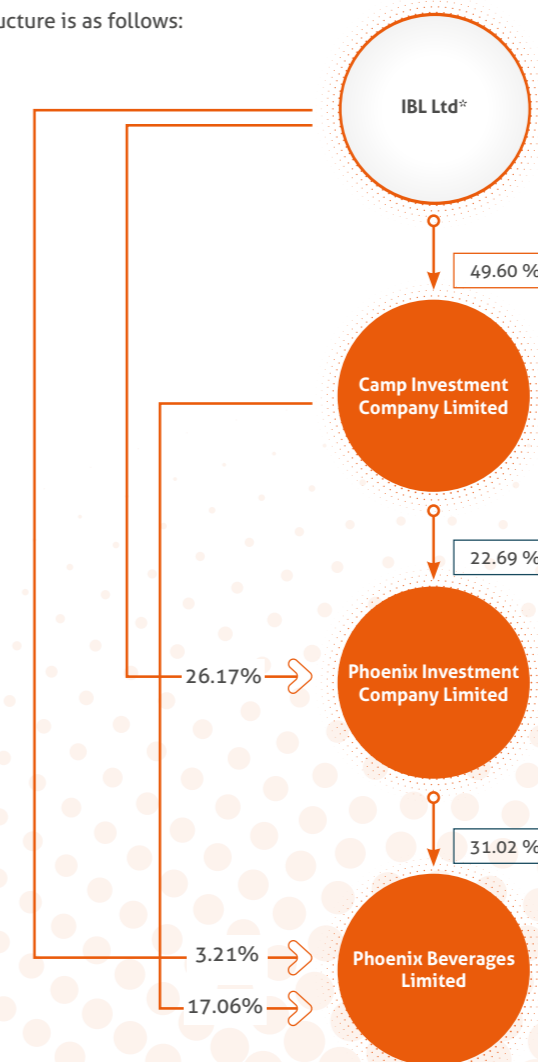 ucture is as follows:
IBL Ltd*
49.60 %
Camp Investment
Company Limited
22.69 %
26.17%
Phoenix Investment
Company Limited
31.02 %
3.21%
Phoenix Beverages
Limited
17.06%